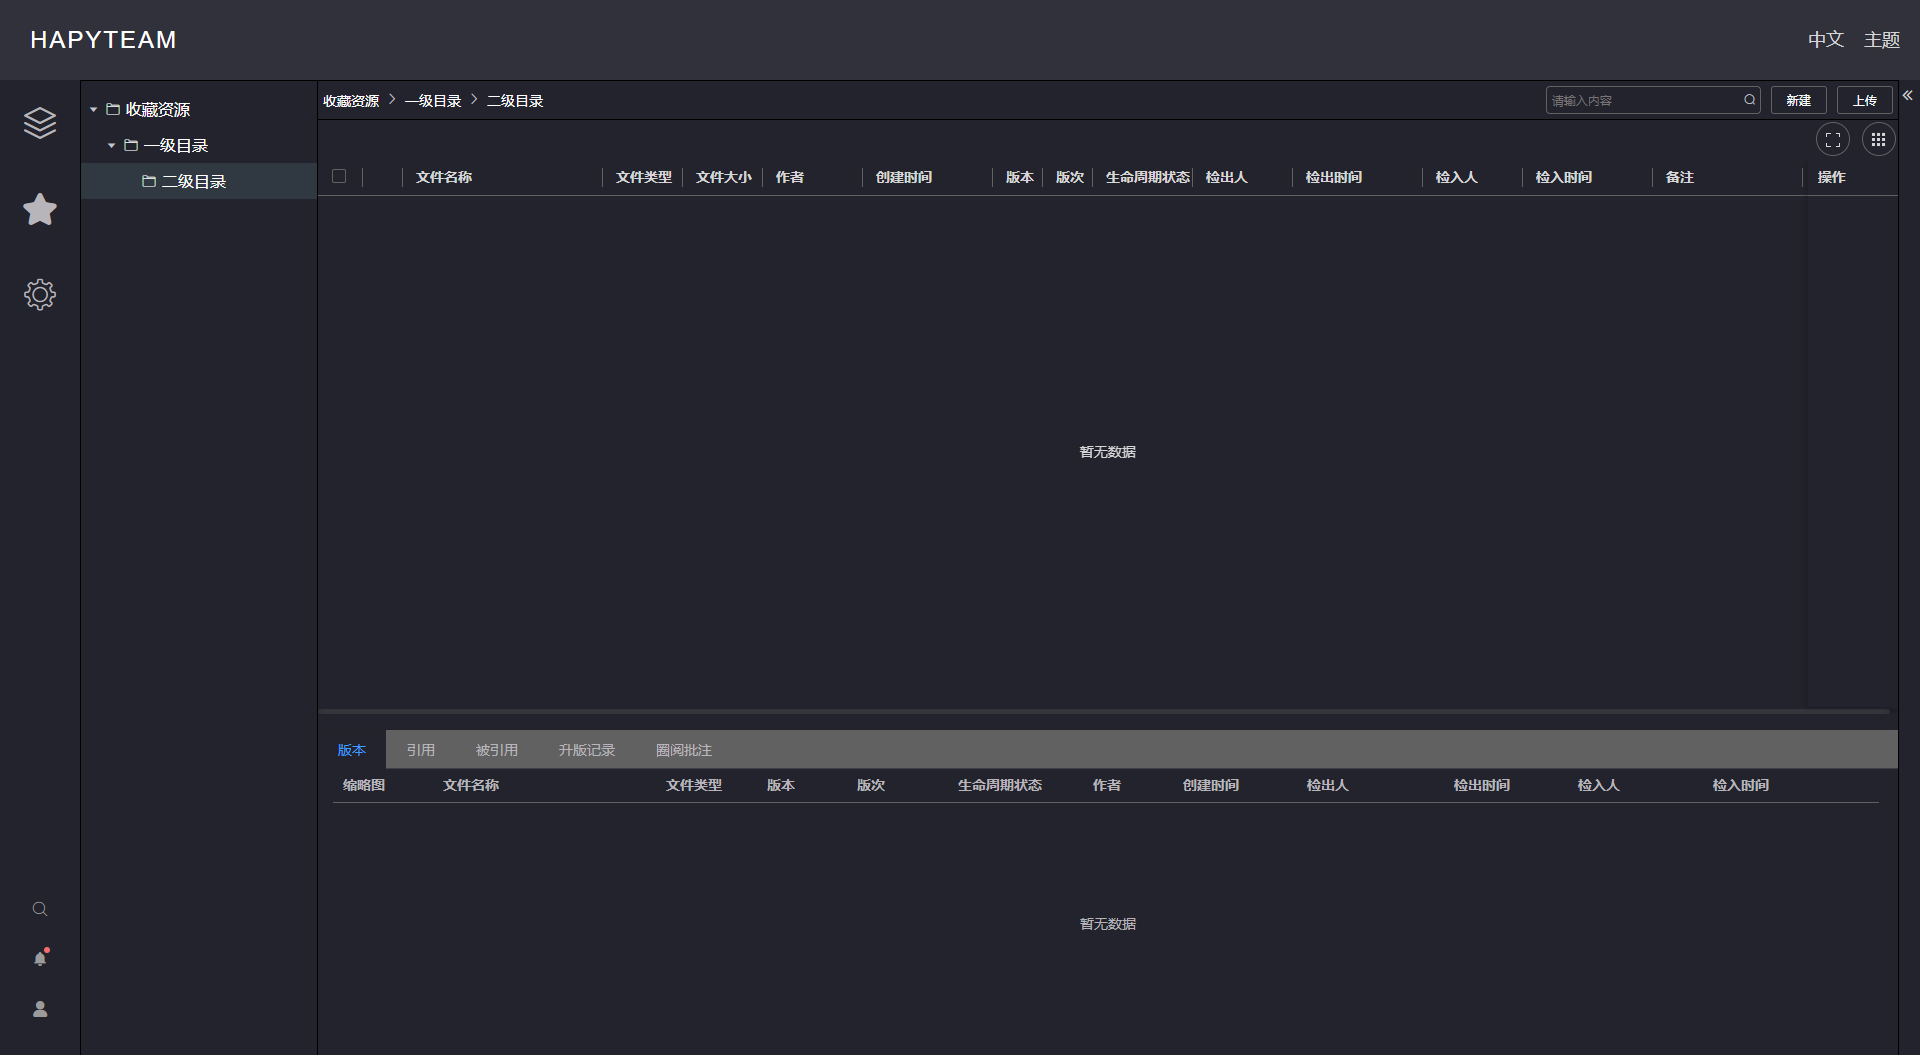 HAPYTEAM
中文 主题
收藏资源
一级目录
二级目录
收藏资源 一级目录 二级目录
请输入内容 新建 上传
文件名称 文件类型 文件大小 作者 创建时间 版本 版次 生命周期状态 检出人 检出时间 检入人 检入时间 备注 操作
暂无数据
版本 引用 被引用 升版记录 圈阅批注
缩略图 文件名称 文件类型 版本 版次 生命周期状态 作者 创建时间 检出人 检出时间 检入人 检入时间
暂无数据